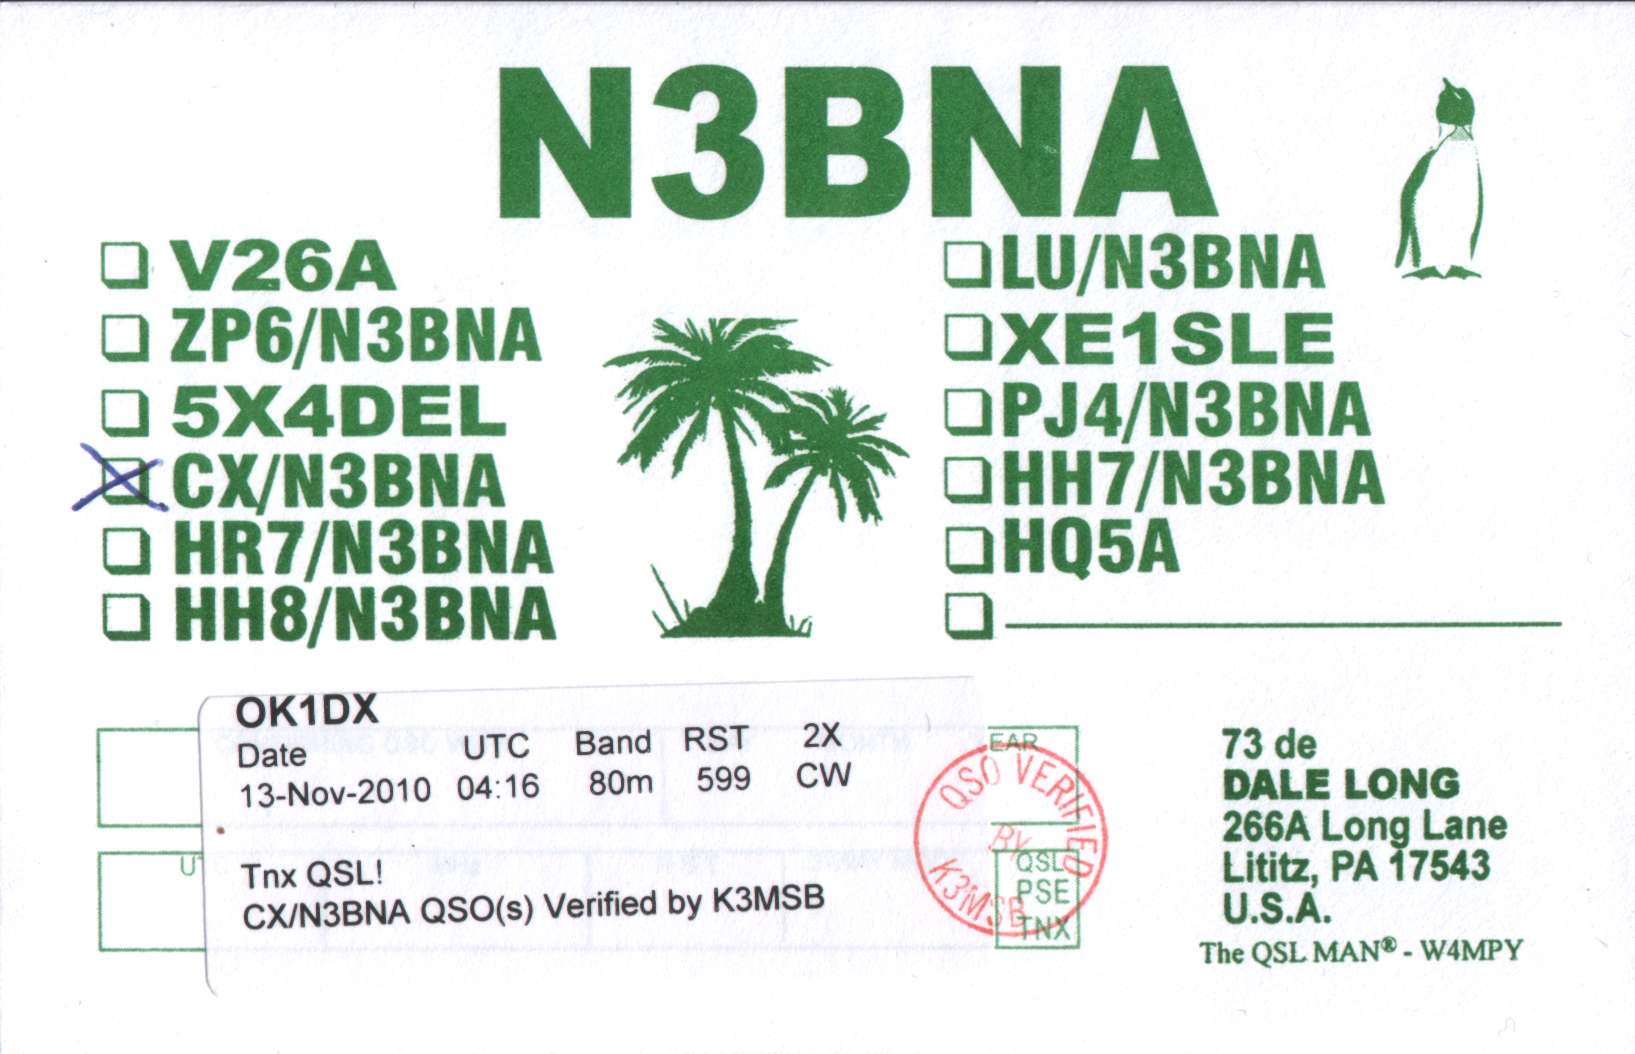 N3BNA
V26A
ZP6/N3BNA
5X4DEL
CX/N3BNA
HR7/N3BNA
HH8/N3BNA
LU/N3BNA
XE1SLE
PJ4/N3BNA
HH7/N3BNA
HQ5A
OK1DX
Date UTC Band RST 2X
13-Nov-2010 04:16 80m 599 CW
Tnx QSL!
CX/N3BNA QSO(s) Verified by K3MSB
QSO VERIFIED
BY
K3MSB
QSL
PSE
TNX
73 de
DALE LONG
266A Long Lane
Lititz, PA 17543
U.S.A.
The QSL MAN® - W4MPY